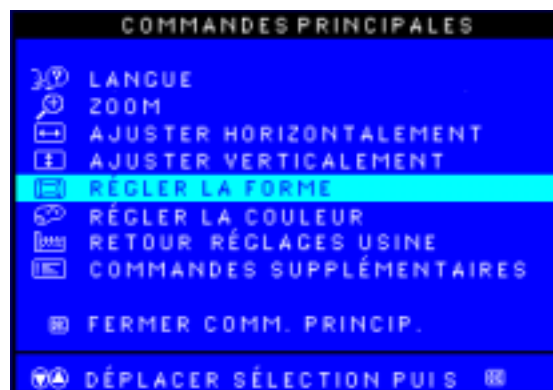 COMMANDES PRINCIPALES
LANGUE
ZOOM
AJUSTER HORIZONTALEMENT
AJUSTER VERTICALEMENT
RÉGLER LA FORME
RÉGLER LA COULEUR
RETOUR RÉGLAGES USINE
COMMANDES SUPPLÉMENTAIRES
FERMER COMM. PRINCIP.
DÉPLACER SÉLECTION PUIS